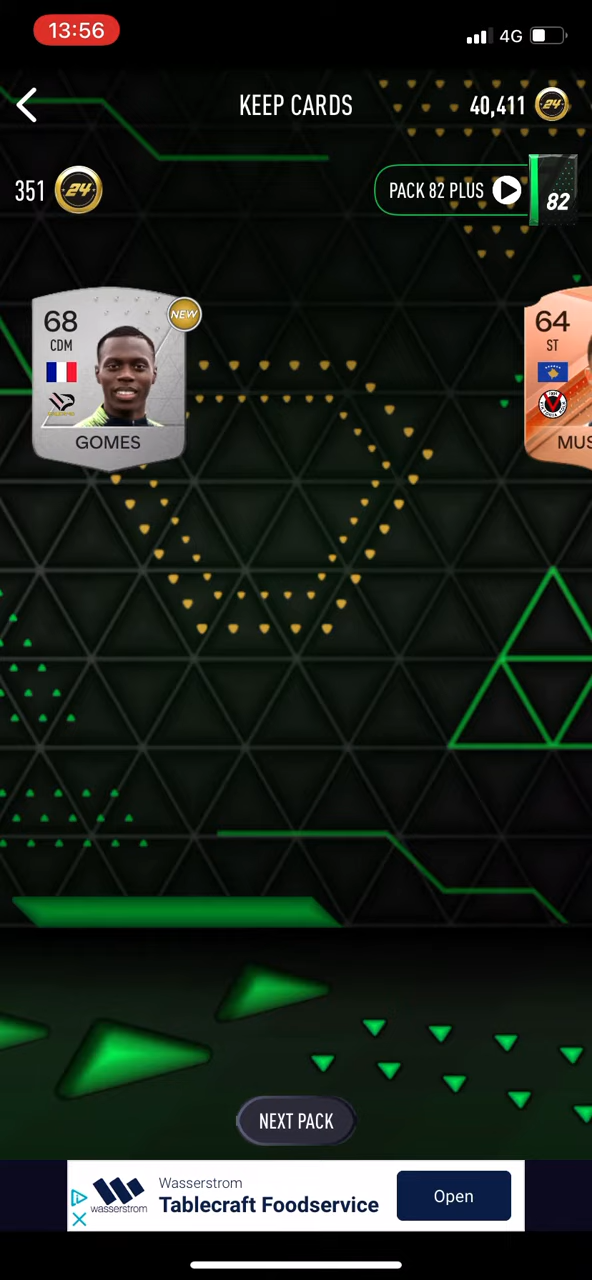 13:56
4G
KEEP CARDS
40,411
24
351
24
PACK 82 PLUS
82
68
CDM
NEW
GOMES
64
ST
MUS
NEXT PACK
Wasserstrom
Tablecraft Foodservice
wasserstrom
Open